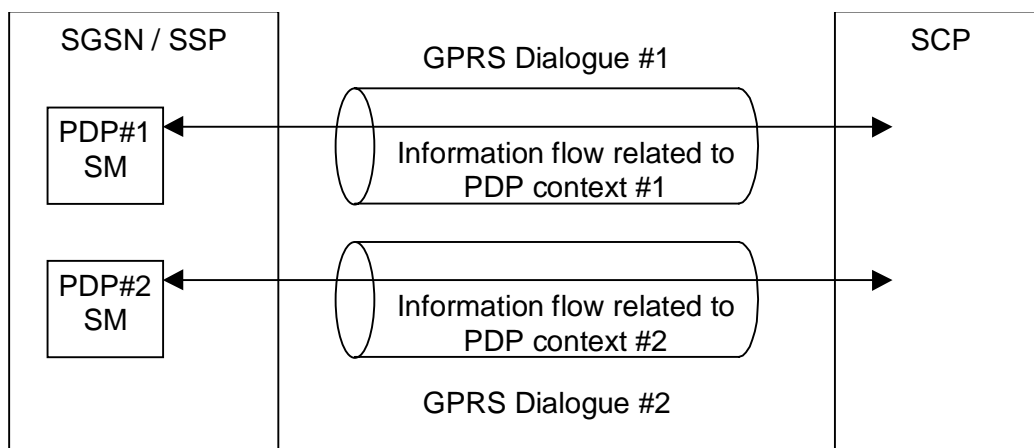 SGSN / SSP
SCP
GPRS Dialogue #1
PDP#1
SM
Information flow related to
PDP context #1
PDP#2
SM
Information flow related to
PDP context #2
GPRS Dialogue #2